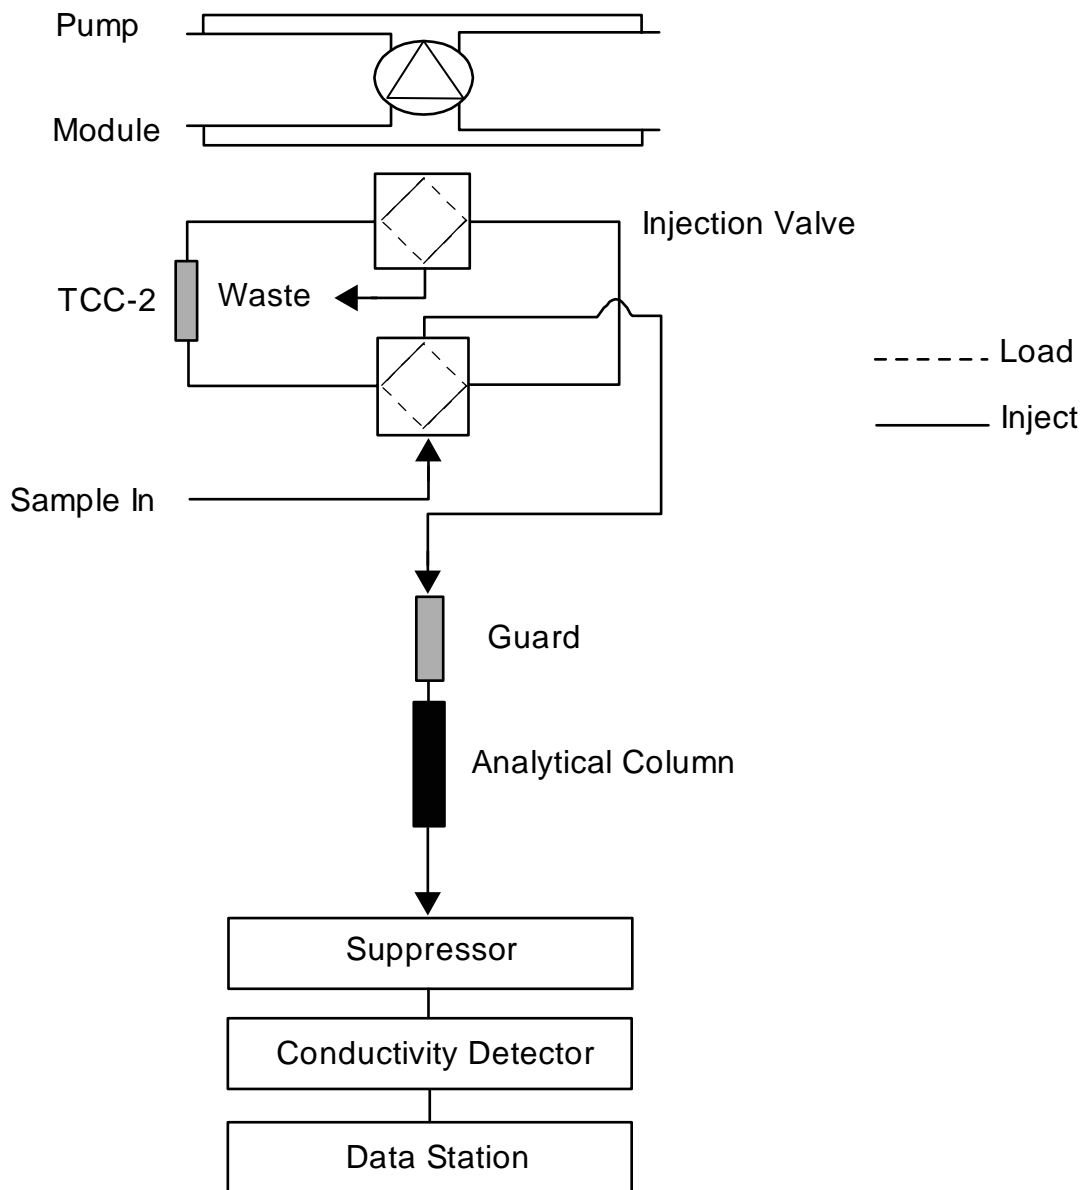 Pump
Module
Injection Valve
TCC-2
Waste
Load
Inject
Sample In
Guard
Analytical Column
Suppressor
Conductivity Detector
Data Station